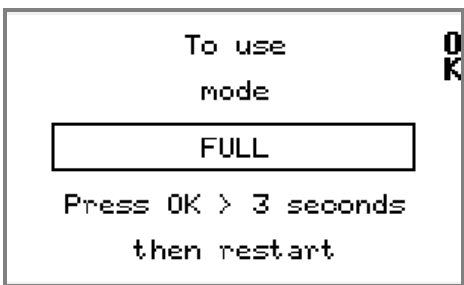 To use
mode
FULL
Press OK > 3 seconds
then restart
OK